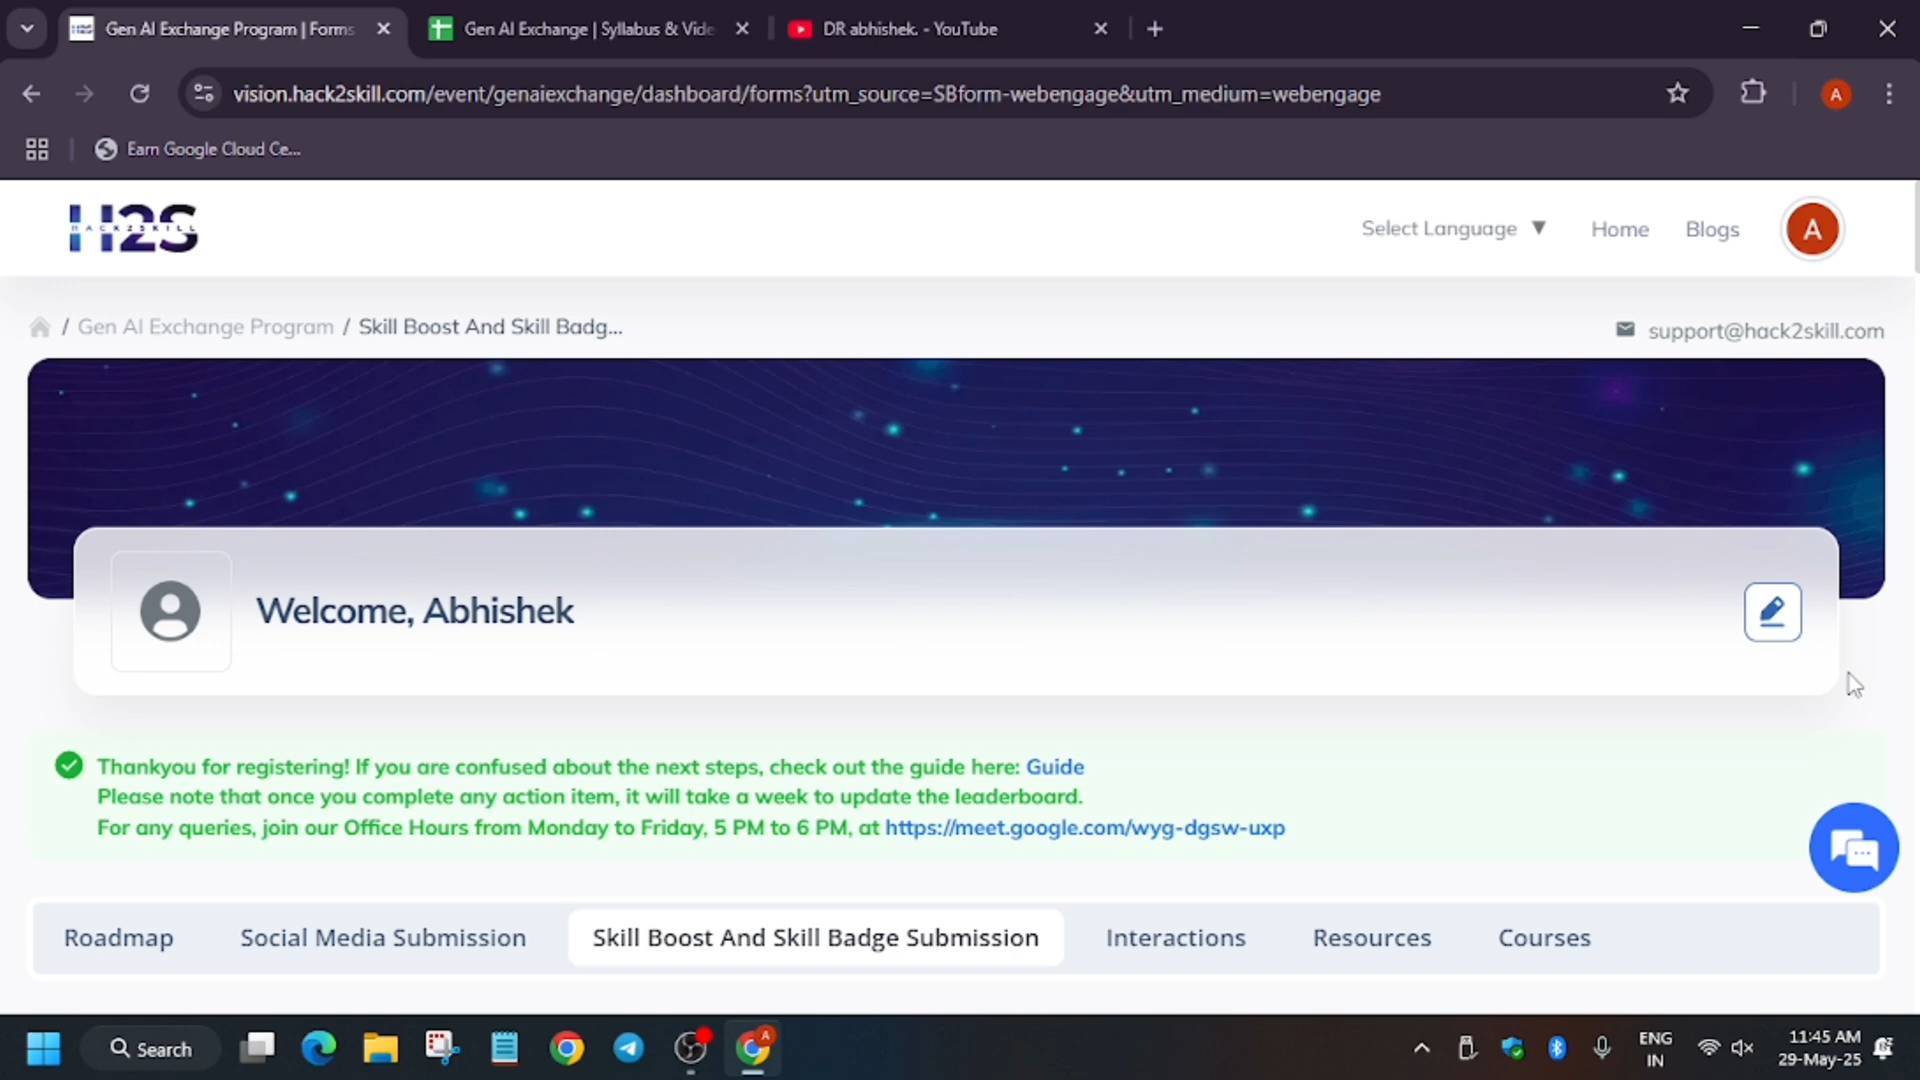 Gen AI Exchange Program | Forms
Gen AI Exchange | Syllabus & Vide
DR abhishek. - YouTube
vision.hack2skill.com/event/genaiexchange/dashboard/forms?utm_source=SBform-webengage&utm_medium=webengage
A
Earn Google Cloud Ce...
H2S
HACK2SKILL
Select Language ▼
Home
Blogs
A
/ Gen AI Exchange Program / Skill Boost And Skill Badg...
support@hack2skill.com
Welcome, Abhishek
Thankyou for registering! If you are confused about the next steps, check out the guide here: Guide
Please note that once you complete any action item, it will take a week to update the leaderboard.
For any queries, join our Office Hours from Monday to Friday, 5 PM to 6 PM, at https://meet.google.com/wyg-dgsw-uxp
Roadmap
Social Media Submission
Skill Boost And Skill Badge Submission
Interactions
Resources
Courses
Search
A
ENG
IN
11:45 AM
29-May-25